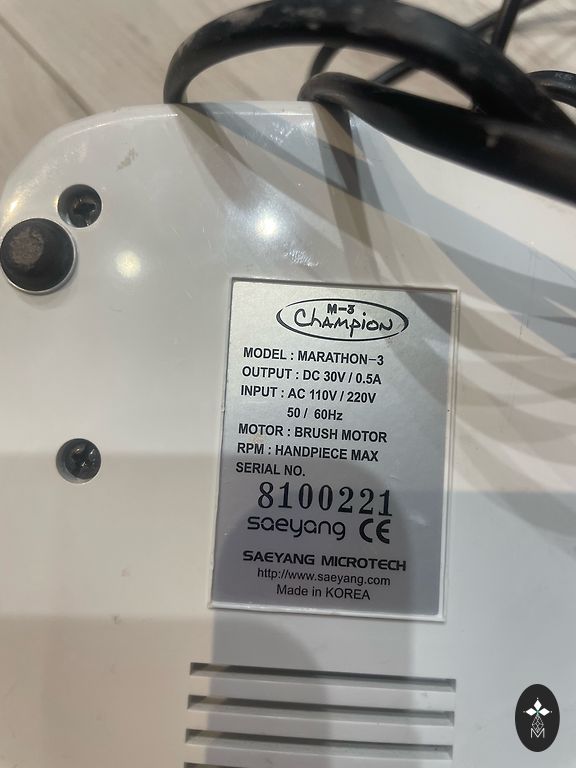 M-3
Champion
MODEL : MARATHON-3
OUTPUT : DC 30V / 0.5A
INPUT : AC 110V / 220V
50 / 60Hz
MOTOR : BRUSH MOTOR
RPM : HANDPIECE MAX
SERIAL NO.
8100221
saeyang CE
SAEYANG MICROTECH
http://www.saeyang.com
Made in KOREA
M